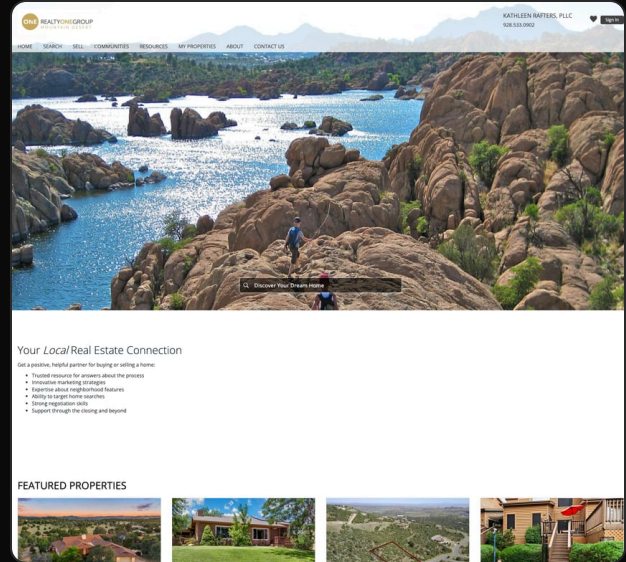 ONE REALTYONEGROUP
MOUNTAIN DESERT
KATHLEEN RAFTERS, PLLC
928.533.0902
Sign In
HOME SEARCH SELL COMMUNITIES RESOURCES MY PROPERTIES ABOUT CONTACT US
Discover Your Dream Home
Your Local Real Estate Connection
Get a positive, helpful partner for buying or selling a home:
Trusted resource for answers about the process
Innovative marketing strategies
Expertise about neighborhood features
Ability to target home searches
Strong negotiation skills
Support through the closing and beyond
FEATURED PROPERTIES